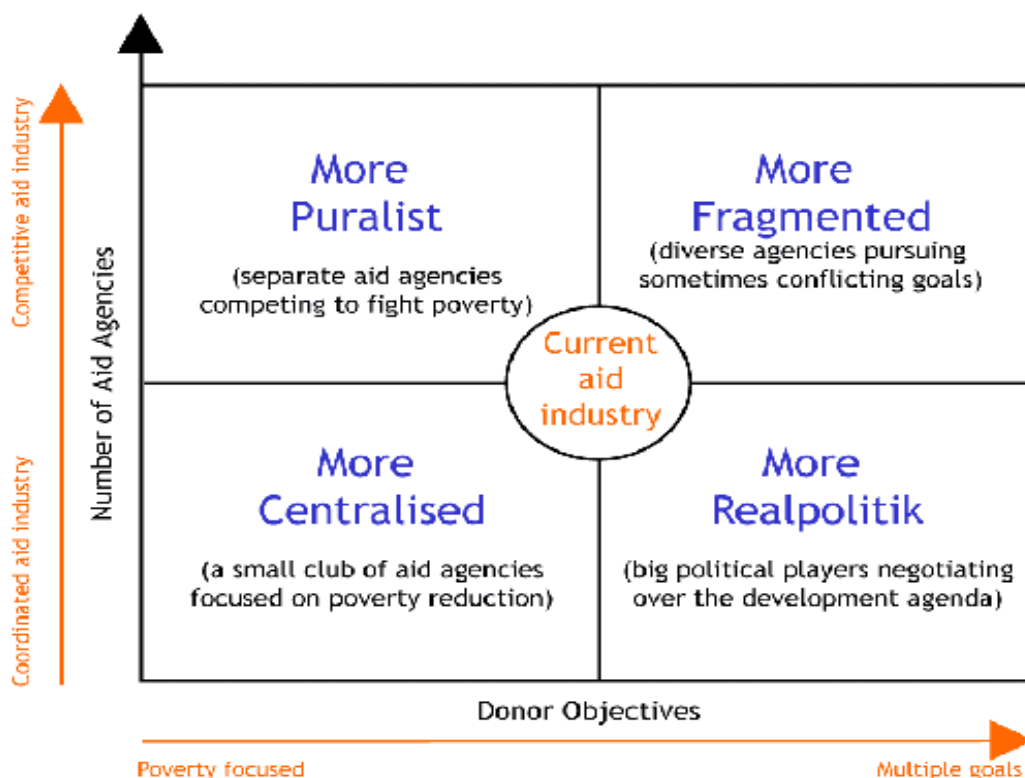 Competitive aid industry
Coordinated aid industry
Number of Aid Agencies
More
Puralist
(separate aid agencies
competing to fight poverty)
More
Fragmented
(diverse agencies pursuing
sometimes conflicting goals)
Current
aid
industry
More
Centralised
(a small club of aid agencies
focused on poverty reduction)
More
Realpolitik
(big political players negotiating
over the development agenda)
Donor Objectives
Poverty focused
Multiple goals